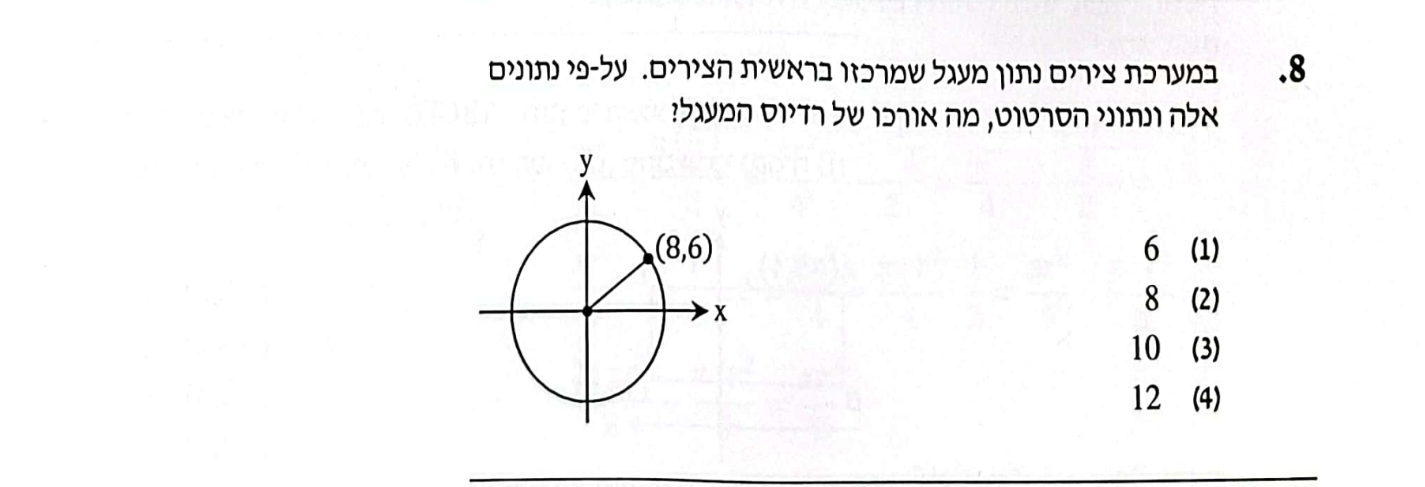 8. במערכת צירים נתון מעגל שמרכזו בראשית הצירים. על-פי נתונים
אלה ונתוני הסרטוט, מה אורכו של רדיוס המעגל?
(1) 6
(2) 8
(3) 10
(4) 12
y
(8,6)
x